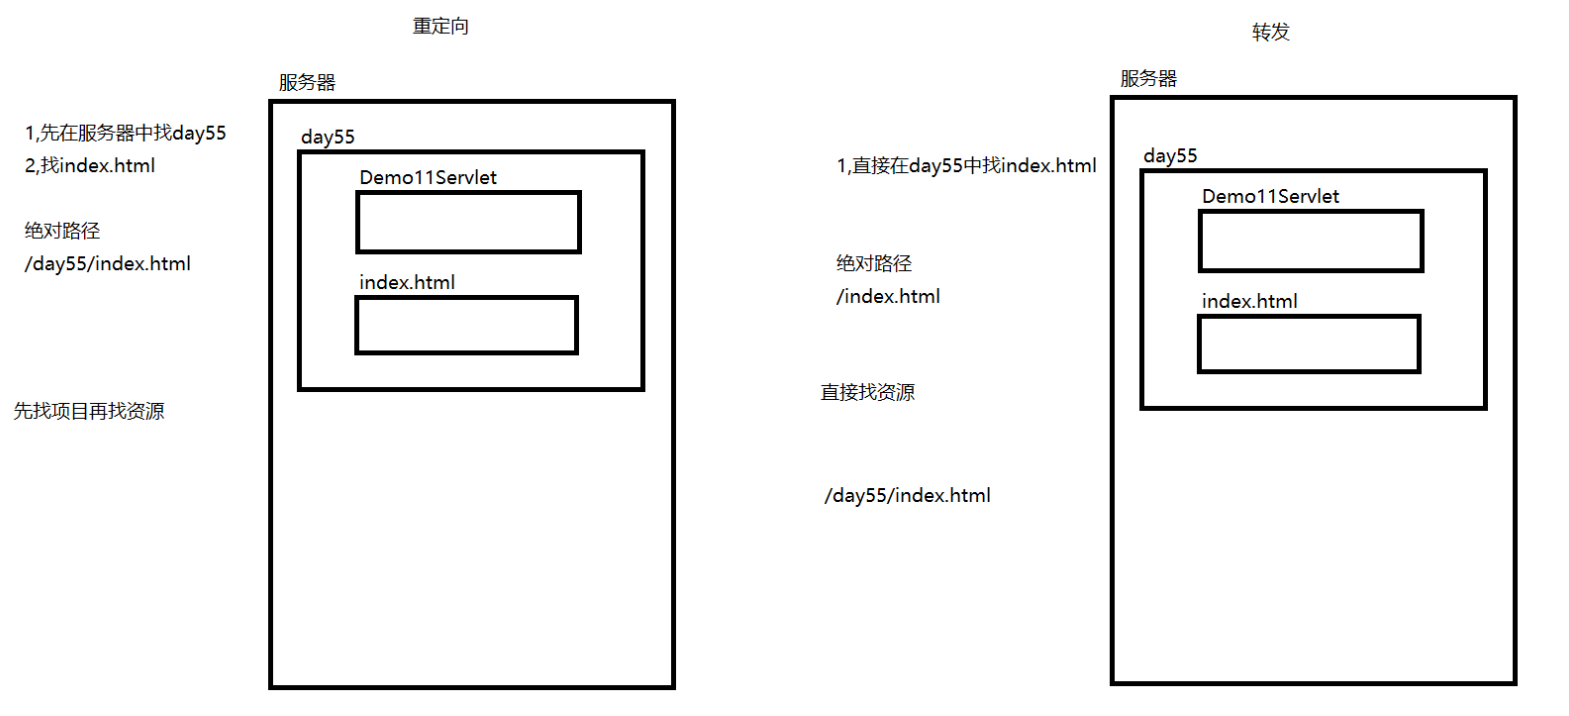 重定向
服务器
1,先在服务器中找day55
2,找index.html
绝对路径
/day55/index.html
先找项目再找资源
day55
Demo11Servlet
index.html
转发
服务器
1,直接在day55中找index.html
绝对路径
/index.html
直接找资源
/day55/index.html
day55
Demo11Servlet
index.html